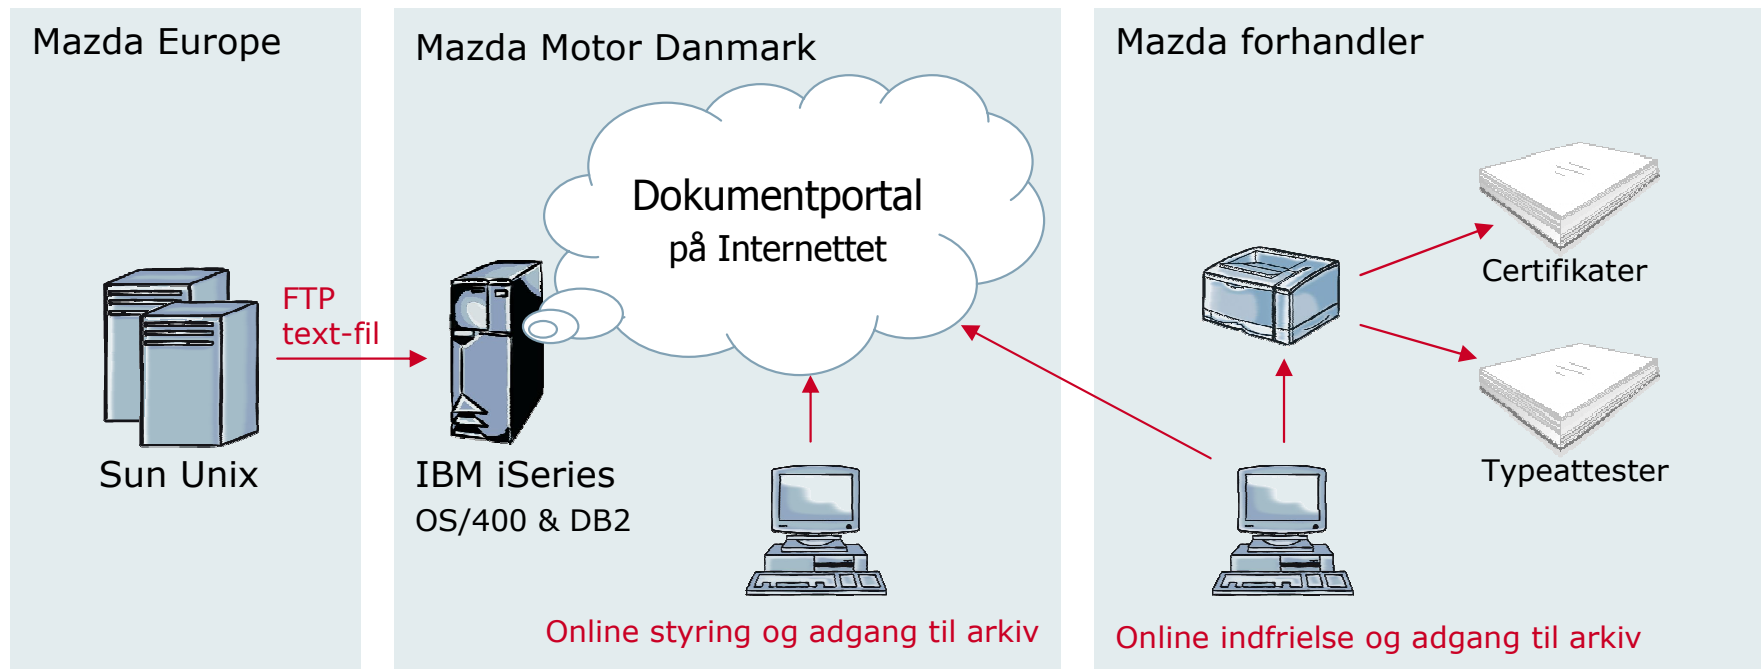 Mazda Europe
FTP
text-fil
Sun Unix
Mazda Motor Danmark
Dokumentportal
på Internettet
IBM iSeries
OS/400 & DB2
Online styring og adgang til arkiv
Mazda forhandler
Certifikater
Typeattester
Online indfrielse og adgang til arkiv